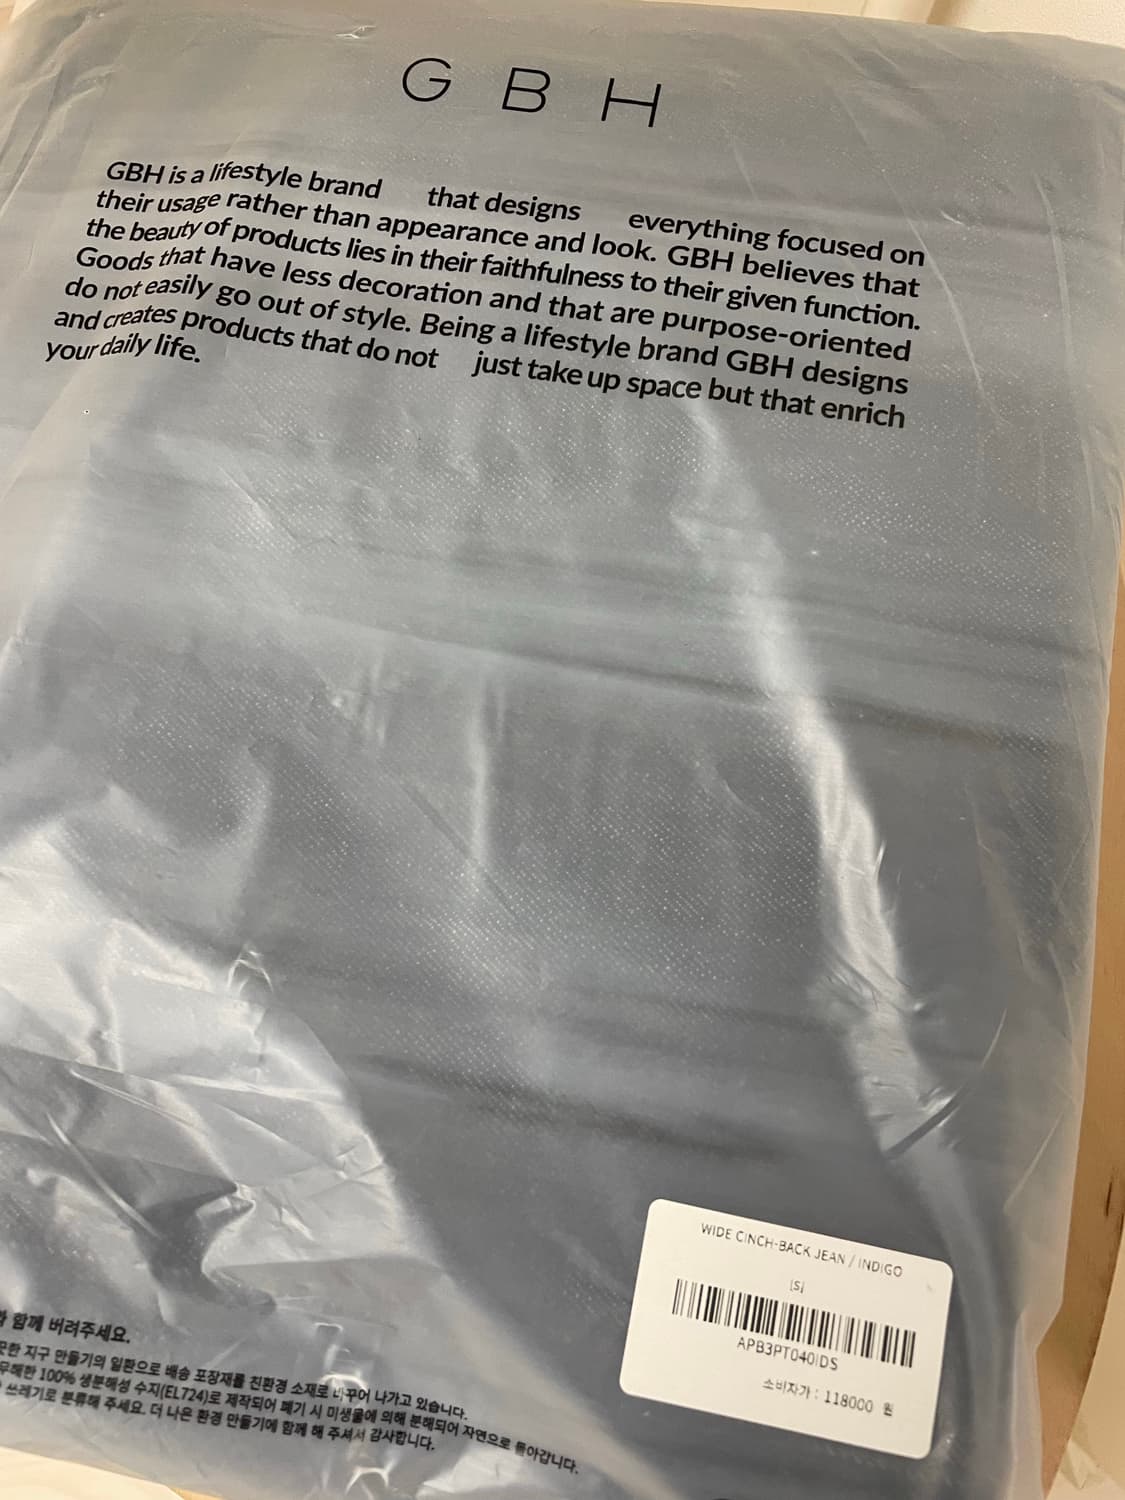 G B H
GBH is a lifestyle brand that designs everything focused on
their usage rather than appearance and look. GBH believes that
the beauty of products lies in their faithfulness to their given function.
Goods that have less decoration and that are purpose-oriented
do not easily go out of style. Being a lifestyle brand GBH designs
and creates products that do not just take up space but that enrich
your daily life.
WIDE CINCH-BACK JEAN / INDIGO
[S]
APB3PT040IDS
소비자가 : 118000 원
함께 버려주세요.
지구 만들기의 일환으로 배송 포장재를 친환경 소재로 바꾸어 나가고 있습니다.
무해한 100% 생분해성 수지(EL724)로 제작되어 폐기 시 미생물에 의해 분해되어 자연으로 돌아갑니다.
쓰레기로 분류해 주세요. 더 나은 환경 만들기에 함께 해 주셔서 감사합니다.